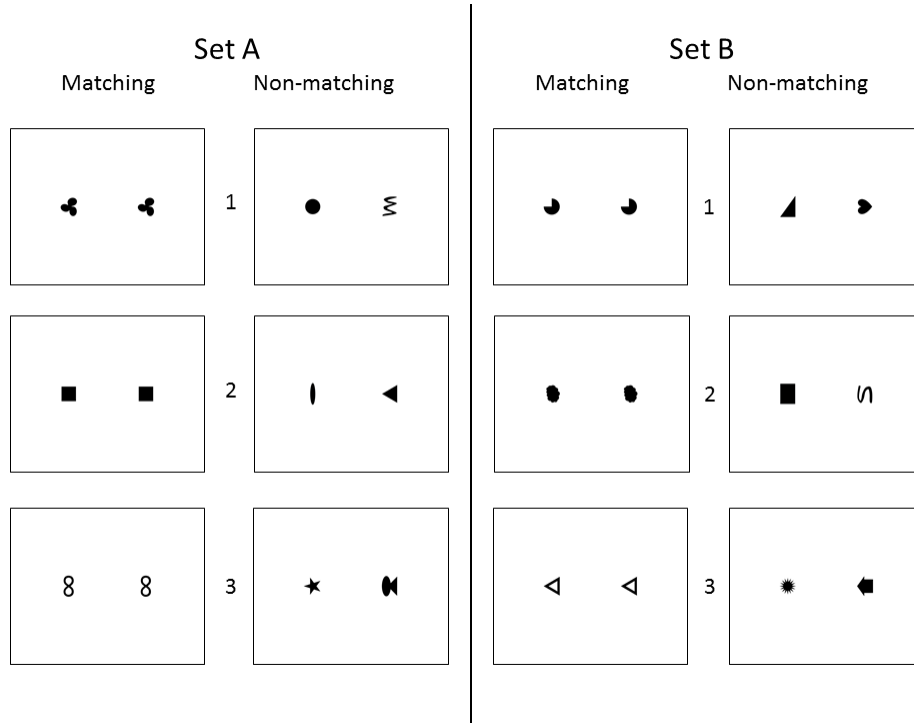 Set A
Matching
Non-matching
1
2
3
Set B
Matching
Non-matching
1
2
3